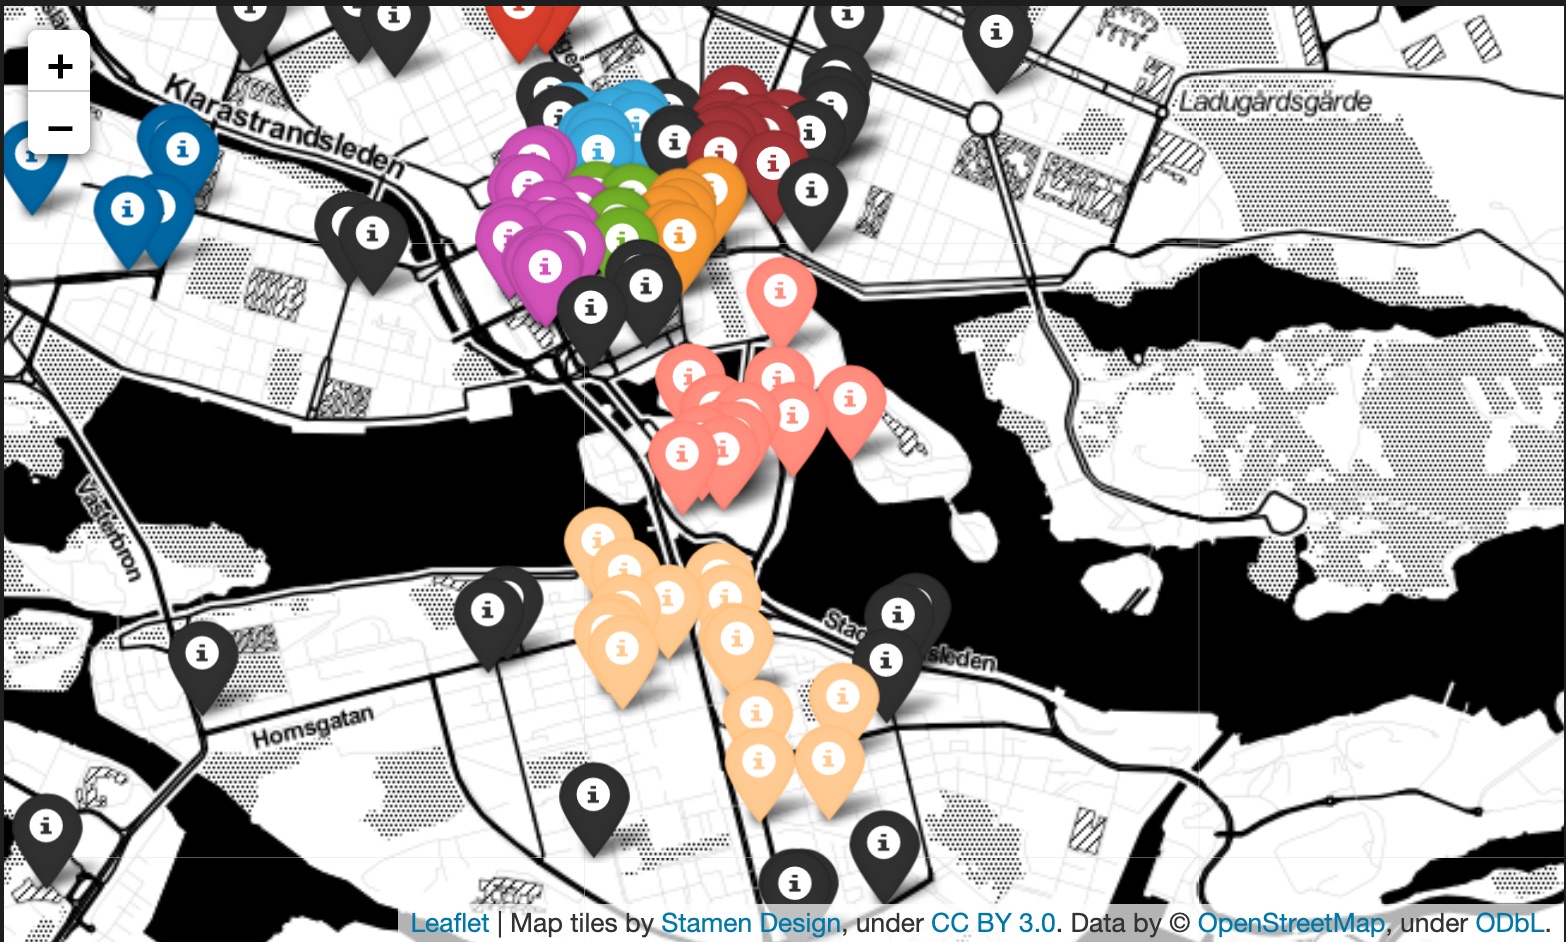 +
−
Klarastrandsleden
Ladugårdsgärde
Västerbron
Stad
sleden
Hornsgatan
Leaflet | Map tiles by Stamen Design, under CC BY 3.0. Data by © OpenStreetMap, under ODbL.